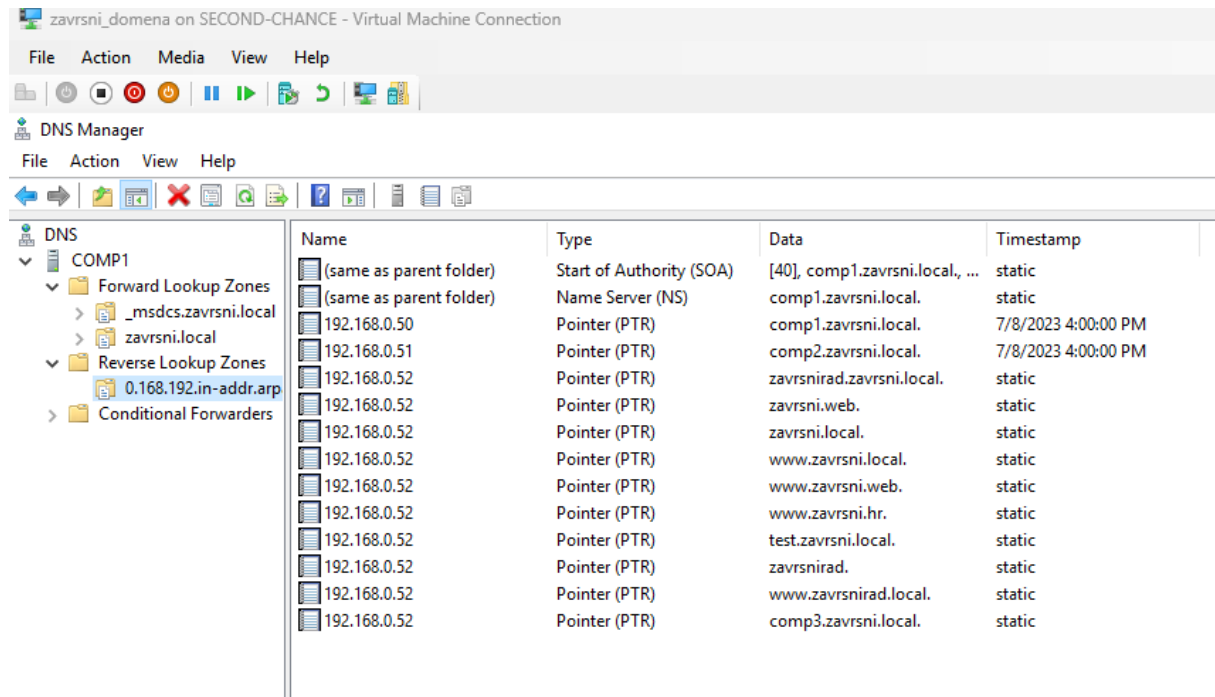 zavrsni_domena on SECOND-CHANCE - Virtual Machine Connection
File Action Media View Help
DNS Manager
File Action View Help
DNS
COMP1
Forward Lookup Zones
_msdcs.zavrsni.local
zavrsni.local
Reverse Lookup Zones
0.168.192.in-addr.arp
Conditional Forwarders
Name Type Data Timestamp
(same as parent folder) Start of Authority (SOA) [40], comp1.zavrsni.local., ... static
(same as parent folder) Name Server (NS) comp1.zavrsni.local. static
192.168.0.50 Pointer (PTR) comp1.zavrsni.local. 7/8/2023 4:00:00 PM
192.168.0.51 Pointer (PTR) comp2.zavrsni.local. 7/8/2023 4:00:00 PM
192.168.0.52 Pointer (PTR) zavrsnirad.zavrsni.local. static
192.168.0.52 Pointer (PTR) zavrsni.web. static
192.168.0.52 Pointer (PTR) zavrsni.local. static
192.168.0.52 Pointer (PTR) www.zavrsni.local. static
192.168.0.52 Pointer (PTR) www.zavrsni.web. static
192.168.0.52 Pointer (PTR) www.zavrsni.hr. static
192.168.0.52 Pointer (PTR) test.zavrsni.local. static
192.168.0.52 Pointer (PTR) zavrsnirad. static
192.168.0.52 Pointer (PTR) www.zavrsnirad.local. static
192.168.0.52 Pointer (PTR) comp3.zavrsni.local. static